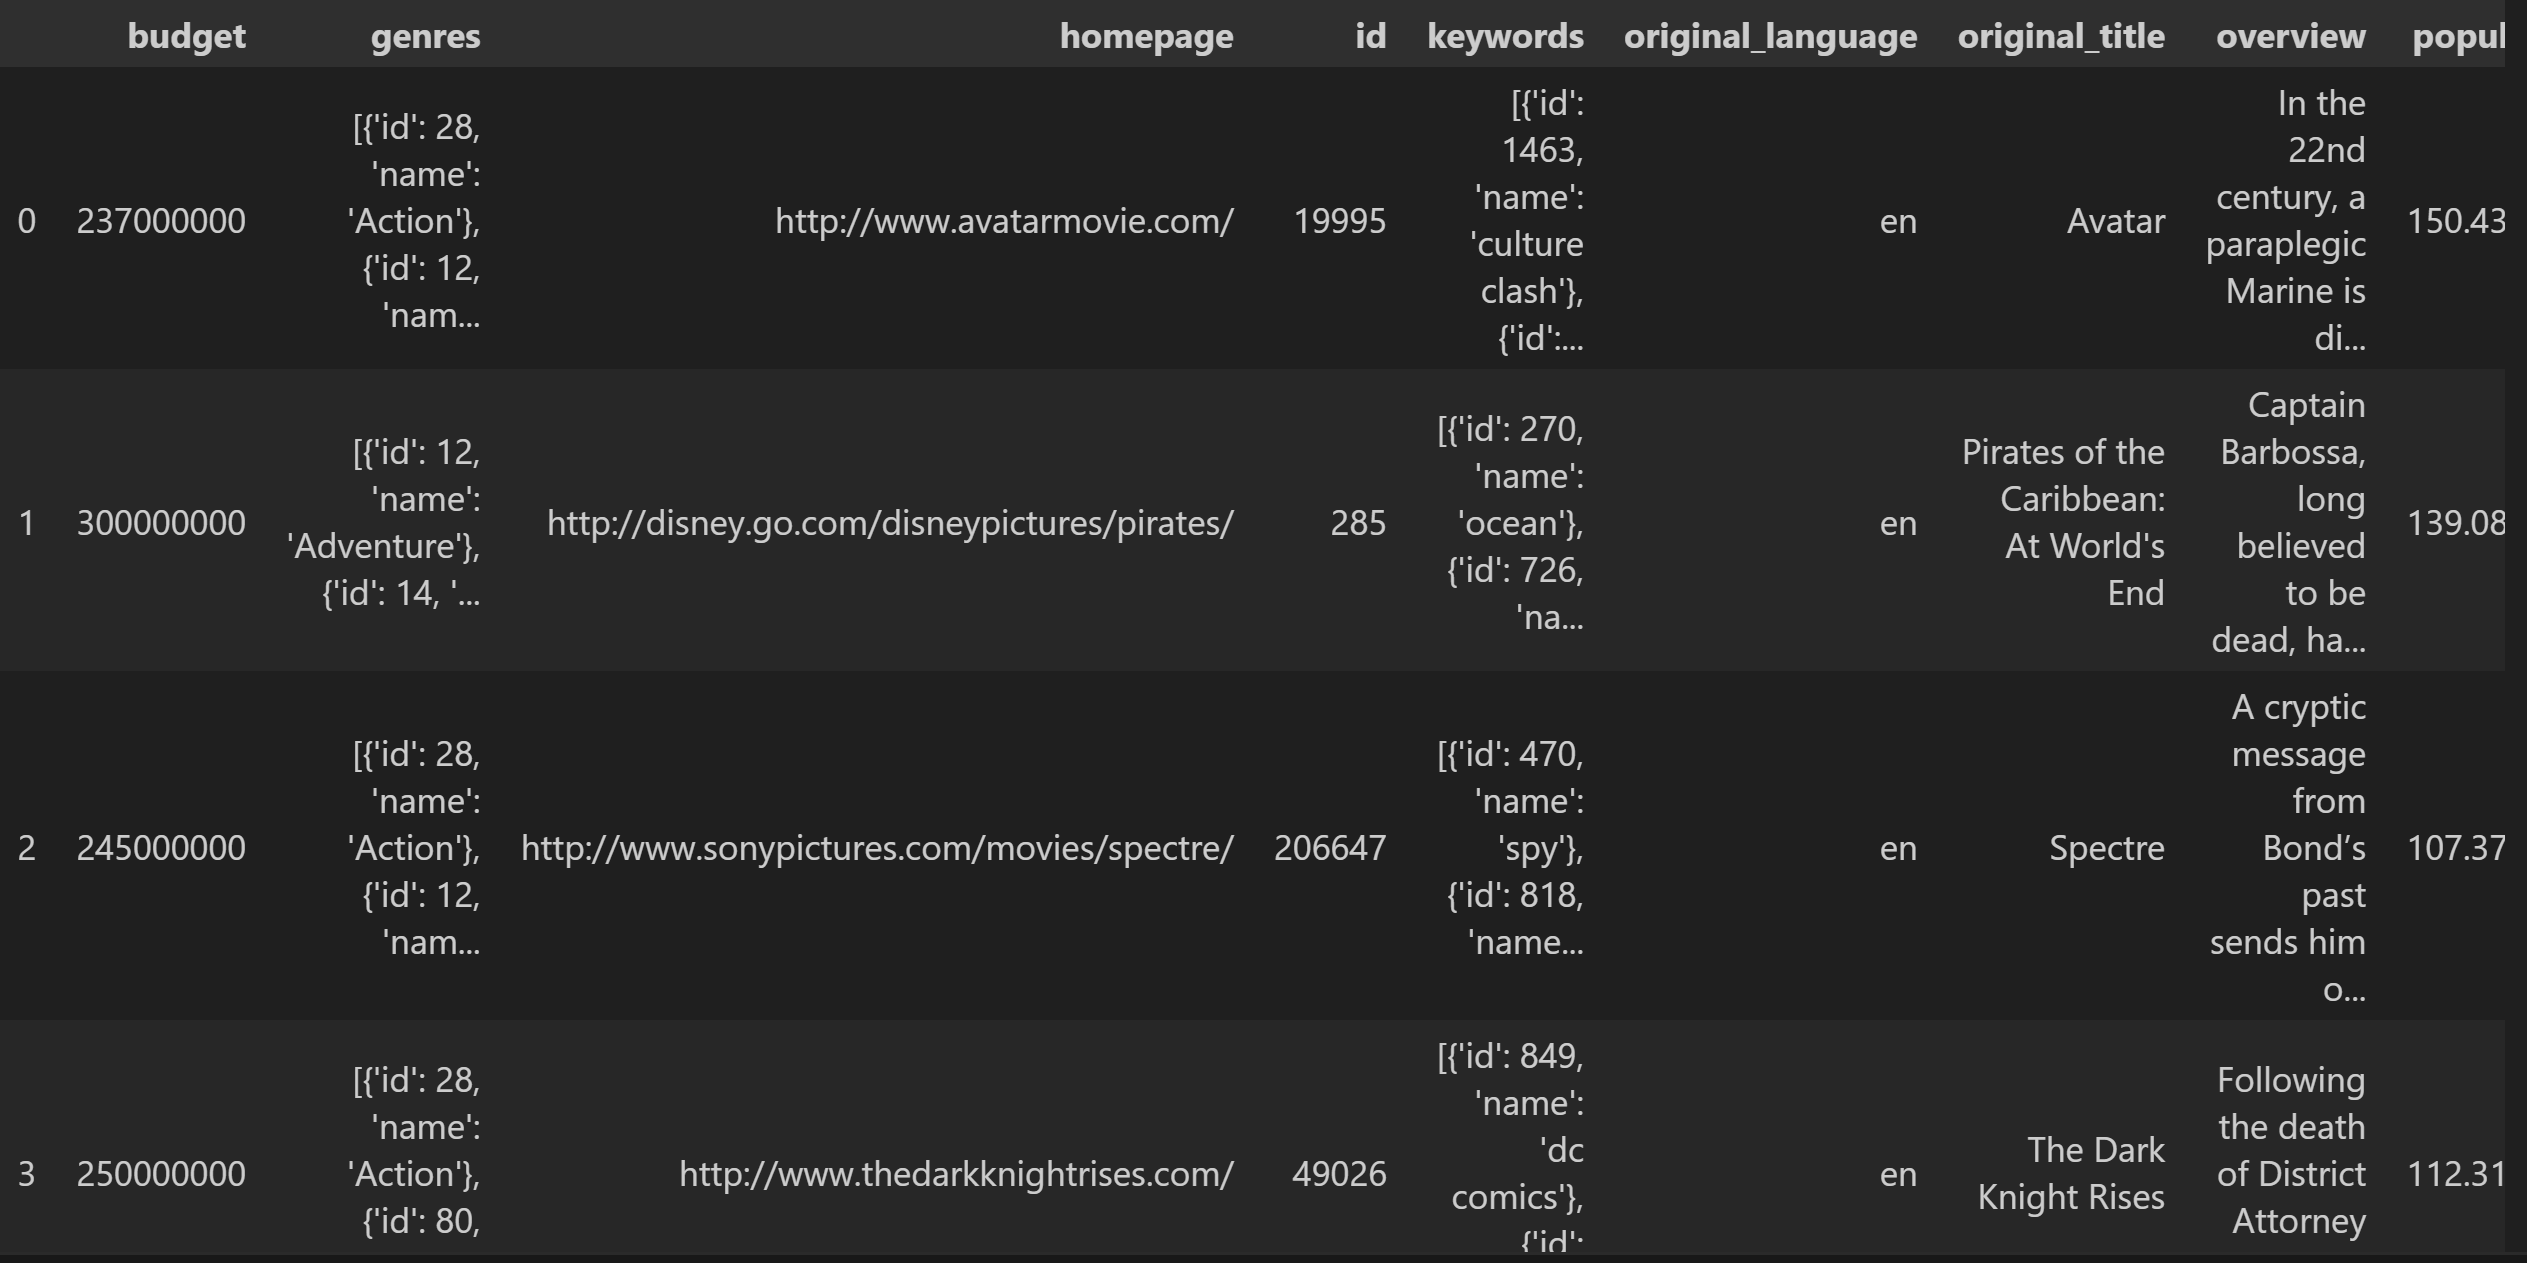 budget genres homepage id keywords original_language original_title overview popul
0 237000000 [{'id': 28,
'name':
'Action'},
{'id': 12,
'nam... http://www.avatarmovie.com/ 19995 [{'id':
1463,
'name':
'culture
clash'},
{'id':... en Avatar In the
22nd
century, a
paraplegic
Marine is
di... 150.43
1 300000000 [{'id': 12,
'name':
'Adventure'},
{'id': 14, '... http://disney.go.com/disneypictures/pirates/ 285 [{'id': 270,
'name':
'ocean'},
{'id': 726,
'na... en Pirates of the
Caribbean:
At World's
End Captain
Barbossa,
long
believed
to be
dead, ha... 139.08
2 245000000 [{'id': 28,
'name':
'Action'},
{'id': 12,
'nam... http://www.sonypictures.com/movies/spectre/ 206647 [{'id': 470,
'name':
'spy'},
{'id': 818,
'name... en Spectre A cryptic
message
from
Bond’s
past
sends him
o... 107.37
3 250000000 [{'id': 28,
'name':
'Action'},
{'id': 80, http://www.thedarkknightrises.com/ 49026 [{'id': 849,
'name':
'dc
comics'},
{'id': en The Dark
Knight Rises Following
the death
of District
Attorney 112.31